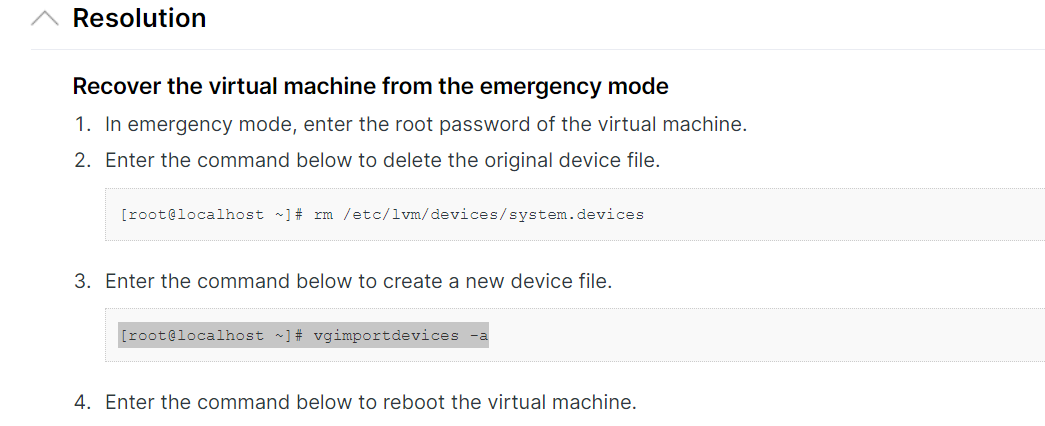 Resolution
Recover the virtual machine from the emergency mode
1. In emergency mode, enter the root password of the virtual machine.
2. Enter the command below to delete the original device file.
[root@localhost ~]# rm /etc/lvm/devices/system.devices
3. Enter the command below to create a new device file.
[root@localhost ~]# vgimportdevices -a
4. Enter the command below to reboot the virtual machine.